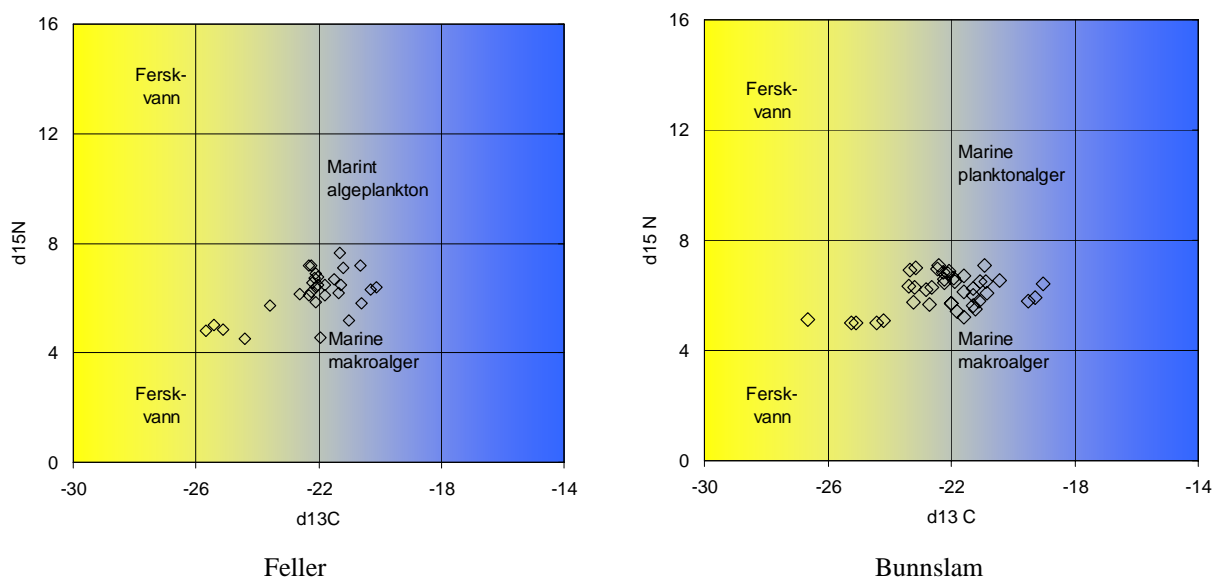 16
12
8
4
0
d15N
Fersk-
vann
Marint
algeplankton
Marine
makroalger
Fersk-
vann
-30
-26
-22
-18
-14
d13C
Feller
16
12
8
4
0
d15 N
Fersk-
vann
Marine
planktonalger
Marine
makroalger
Fersk-
vann
-30
-26
-22
-18
-14
d13 C
Bunnslam